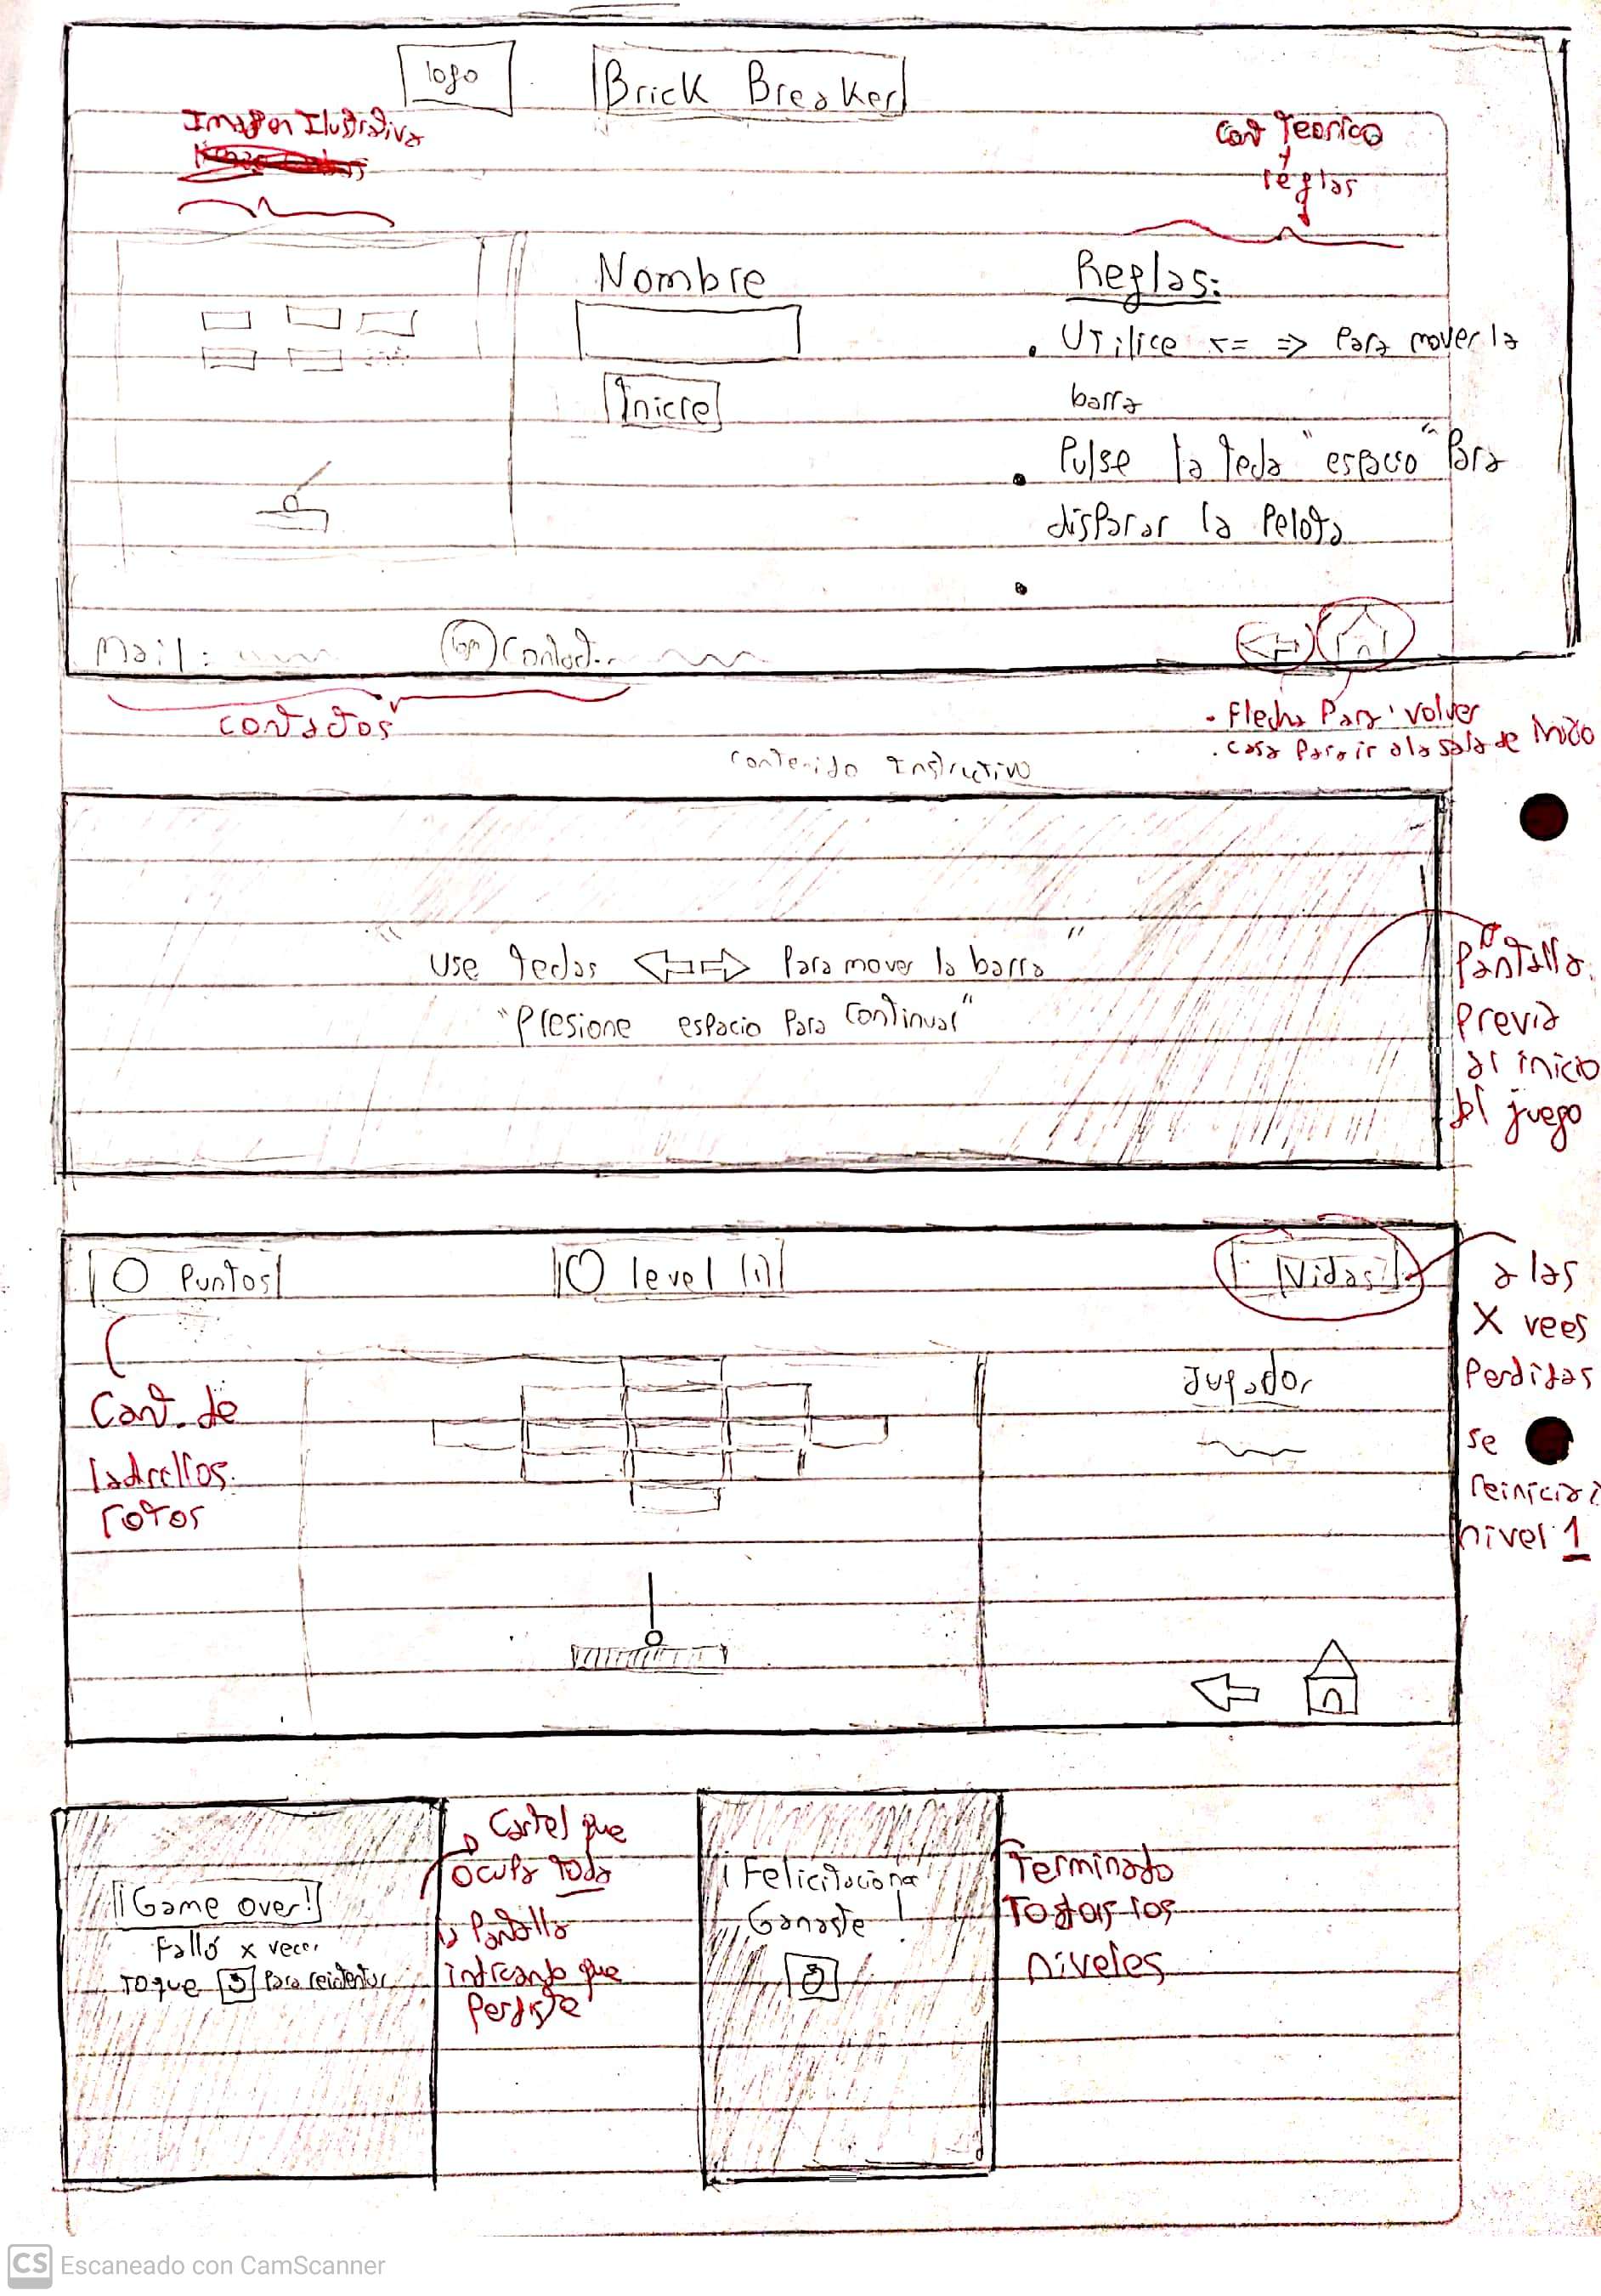 logo
Brick Breaker
Imagen Ilustrativa
Cont Teorico
y
reglas
Nombre
Reglas:
Utilice <= => Para mover la
barra
Inicre
Pulse la tecla "espacio" Para
disparar la Pelota
Mail:
logo
Contact.
contactos
- Flecha Para volver
- casa Para ir a la sala de Inicio
contenido Instructivo
"
Use teclas Para mover la barra "
"Presione espacio Para continuar"
Pantalla
Previa
al inicio
del juego
0 Puntos
0 level (1)
Vidas
a las
X vees
Perdidas
se
reiniciar
nivel 1
Cant. de
ladrillos
rotos
Jugador
Cartel que
ocupa toda
la Pantalla
indicando que
Perdiste
¡Game over!
Falló x veces
Toque Para reintentar
¡Felicitaciones
Ganaste!
Terminado
Todos los
niveles
CS Escaneado con CamScanner